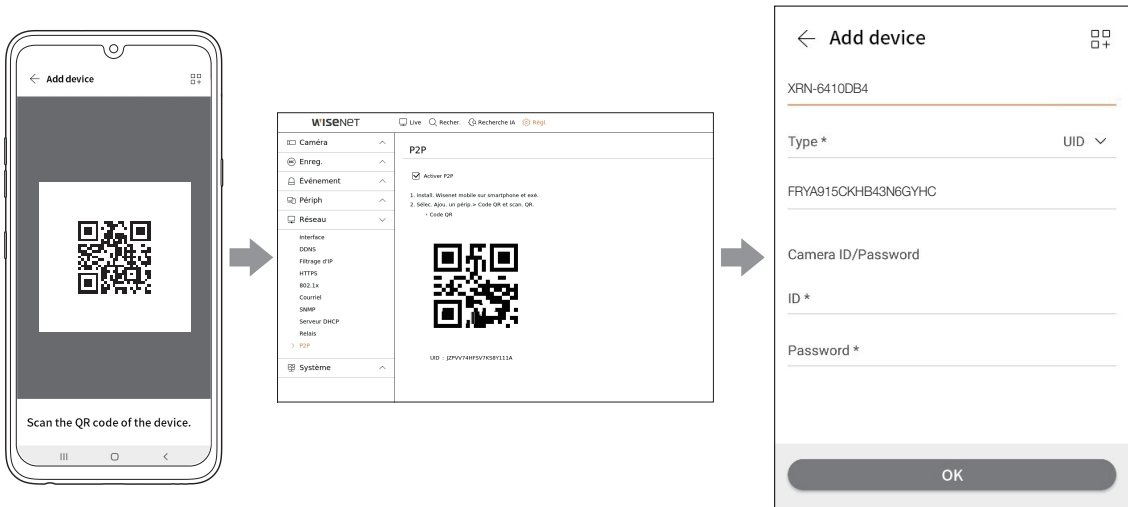 Add device
Scan the QR code of the device.
WISENET
Live Recher. Recherche IA Régl.
Caméra
Enreg.
Événement
Périph
Réseau
Interface
DDNS
Filtrage d'IP
HTTPS
802.1x
Courriel
SNMP
Serveur DHCP
Relais
> P2P
Système
P2P
Activer P2P
1. Install. Wisenet mobile sur smartphone et exé.
2. Sélec. Ajou. un périp.> Code QR et scan. QR.
• Code QR
UID : JZPVV74HFSV7KS8Y111A
Add device
XRN-6410DB4
Type * UID
FRYA915CKHB43N6GYHC
Camera ID/Password
ID *
Password *
OK